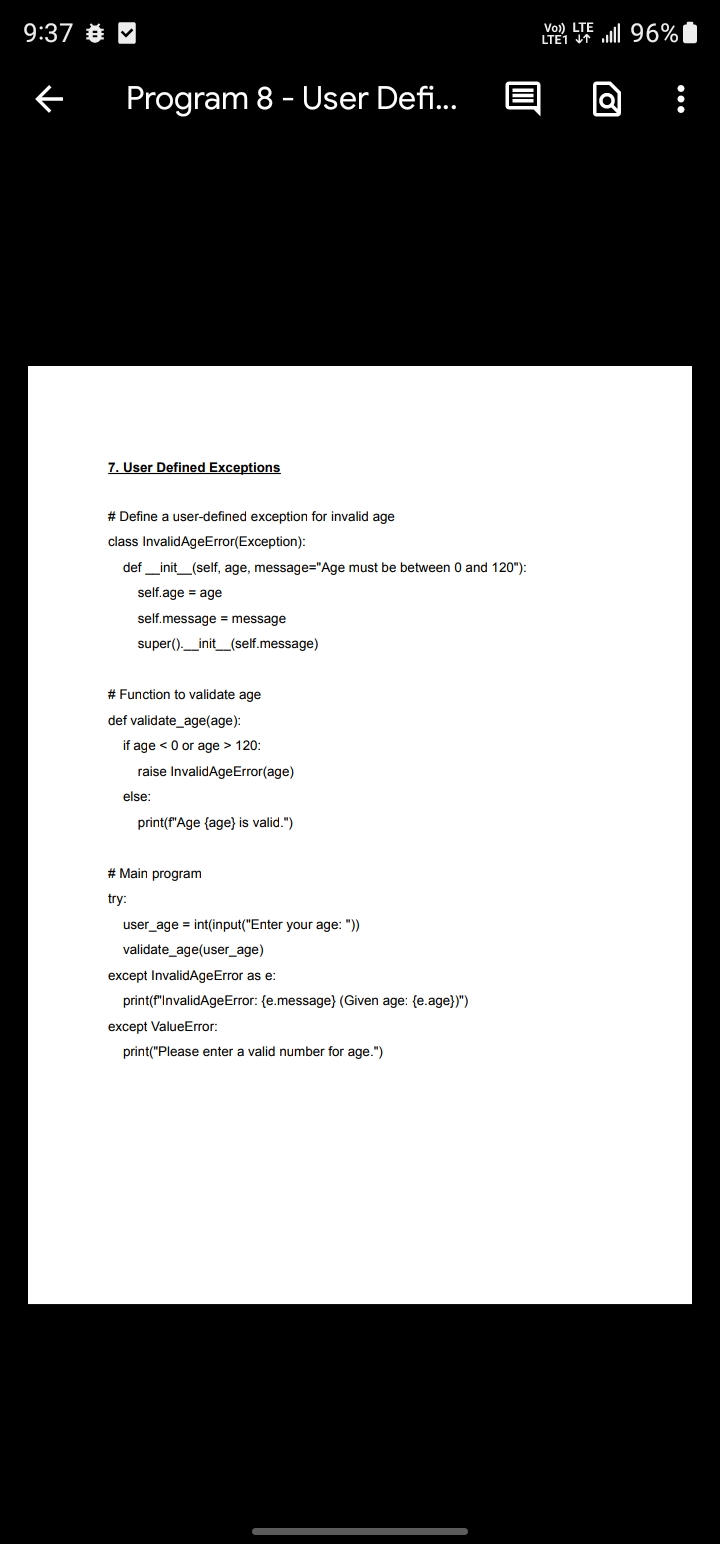 9:37
Vo)) LTE 96%
LTE1
Program 8 - User Defi...
7. User Defined Exceptions
# Define a user-defined exception for invalid age
class InvalidAgeError(Exception):
def __init__(self, age, message="Age must be between 0 and 120"):
self.age = age
self.message = message
super().__init__(self.message)
# Function to validate age
def validate_age(age):
if age < 0 or age > 120:
raise InvalidAgeError(age)
else:
print(f"Age {age} is valid.")
# Main program
try:
user_age = int(input("Enter your age: "))
validate_age(user_age)
except InvalidAgeError as e:
print(f"InvalidAgeError: {e.message} (Given age: {e.age})")
except ValueError:
print("Please enter a valid number for age.")